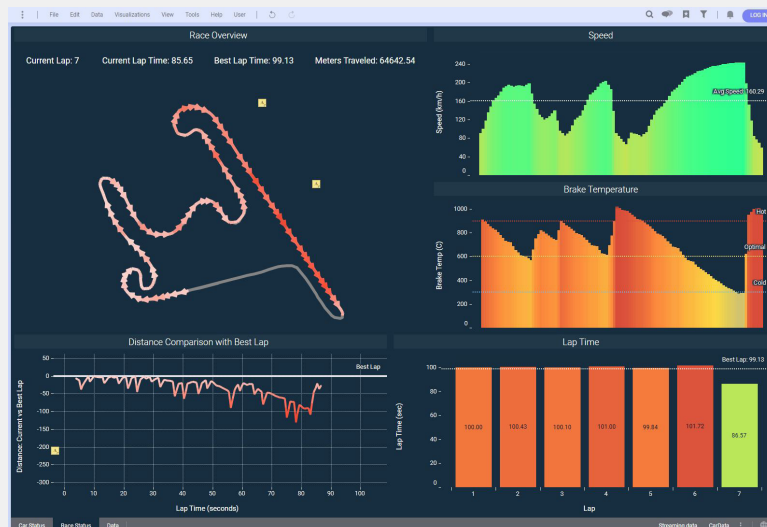 File Edit Data Visualizations View Tools Help User
LOG IN
Race Overview
Current Lap: 7 Current Lap Time: 85.65 Best Lap Time: 99.13 Meters Traveled: 64642.54
Speed
Speed (km/h)
240
200
160
120
80
40
0
Avg Speed: 160.29
Brake Temperature
Brake Temp (C)
1000
800
600
400
200
0
Hot
Optimal
Cold
Distance Comparison with Best Lap
Distance: Current vs Best Lap
50
0
-50
-100
-150
-200
-250
-300
Best Lap
0 10 20 30 40 50 60 70 80 90 100
Lap Time (seconds)
Lap Time
Lap Time (sec)
100
80
60
40
20
0
Best Lap: 99.13
100.00 100.43 100.10 101.00 99.84 101.72 86.57
1 2 3 4 5 6 7
Lap
Car Status Race Status Data
Streaming data CarData